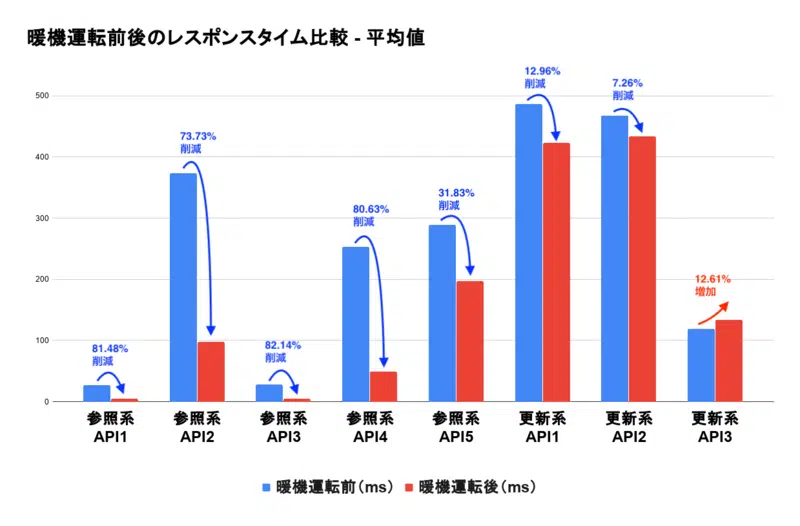 暖機運転前後のレスポンスタイム比較 - 平均値
500
400
300
200
100
0
81.48%
削減
73.73%
削減
82.14%
削減
80.63%
削減
31.83%
削減
12.96%
削減
7.26%
削減
12.61%
増加
参照系
API1
参照系
API2
参照系
API3
参照系
API4
参照系
API5
更新系
API1
更新系
API2
更新系
API3
暖機運転前（ms）
暖機運転後（ms）